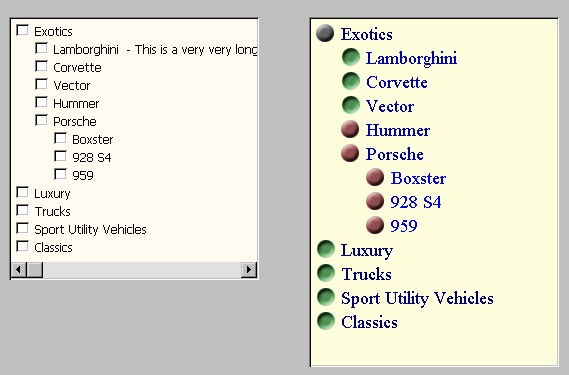 Exotics
Lamborghini - This is a very very long
Corvette
Vector
Hummer
Porsche
Boxster
928 S4
959
Luxury
Trucks
Sport Utility Vehicles
Classics
Exotics
Lamborghini
Corvette
Vector
Hummer
Porsche
Boxster
928 S4
959
Luxury
Trucks
Sport Utility Vehicles
Classics